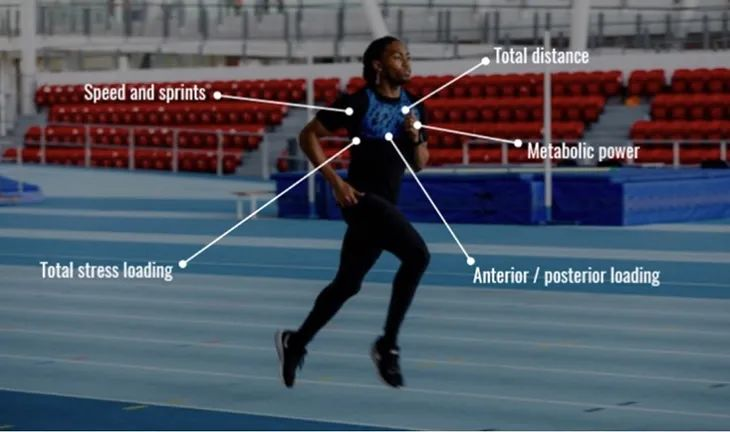 Total distance
Speed and sprints
Metabolic power
Total stress loading
Anterior / posterior loading